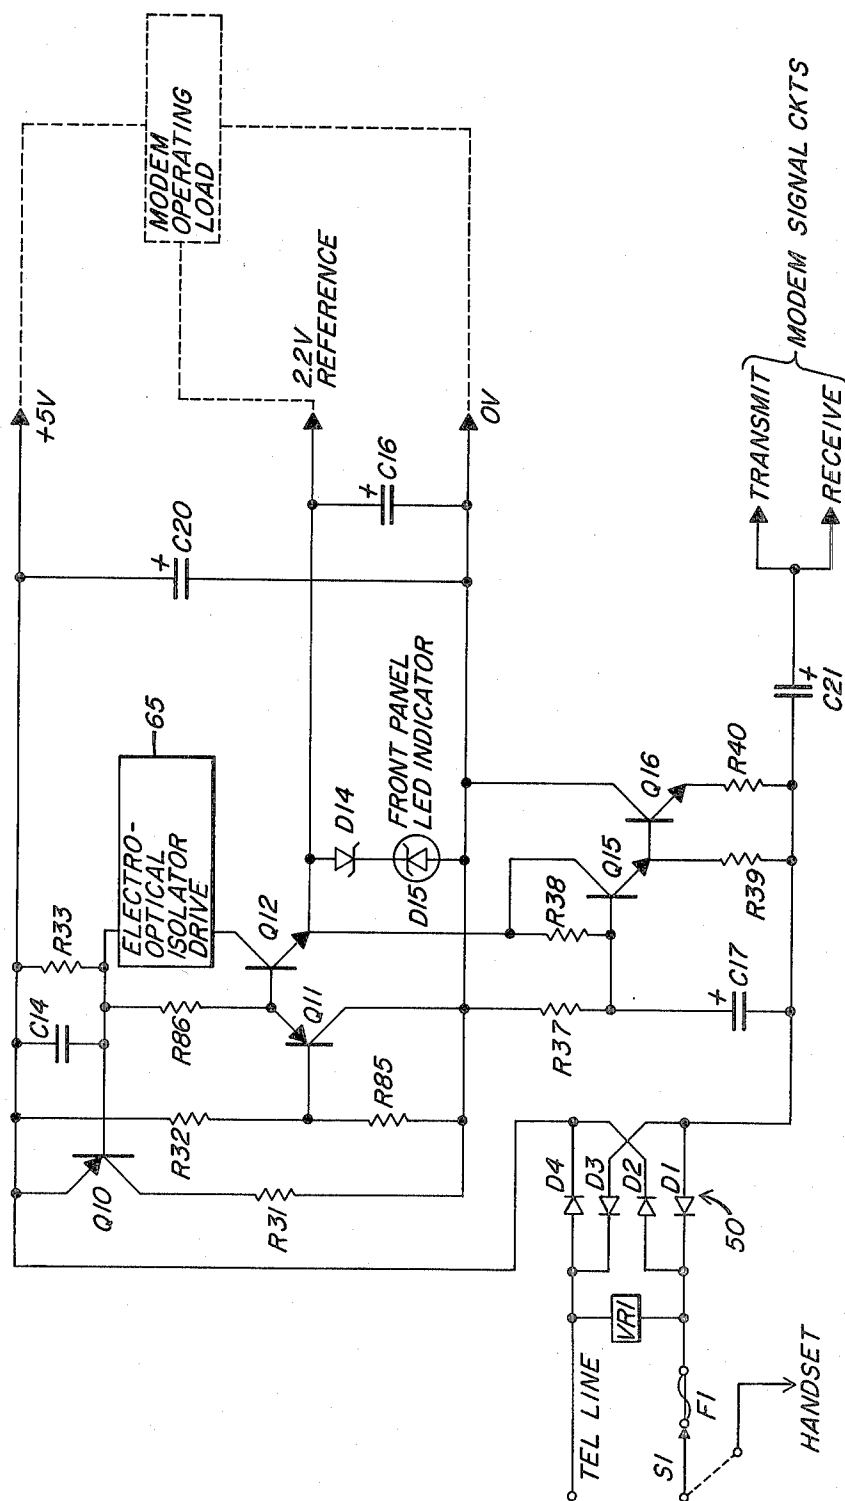 MODEM
OPERATING
LOAD
+5V
2.2V
REFERENCE
0V
+
C20
+
C16
C14
R33
ELECTRO-
OPTICAL
ISOLATOR
DRIVE
65
Q10
R86
Q12
Q11
R32
R85
R31
D14
D15
FRONT PANEL
LED INDICATOR
R37
R38
Q15
Q16
+
C17
R39
R40
+
C21
TRANSMIT
RECEIVE
MODEM SIGNAL CKTS
D4
D3
D2
D1
50
VR1
TEL LINE
S1
F1
HANDSET